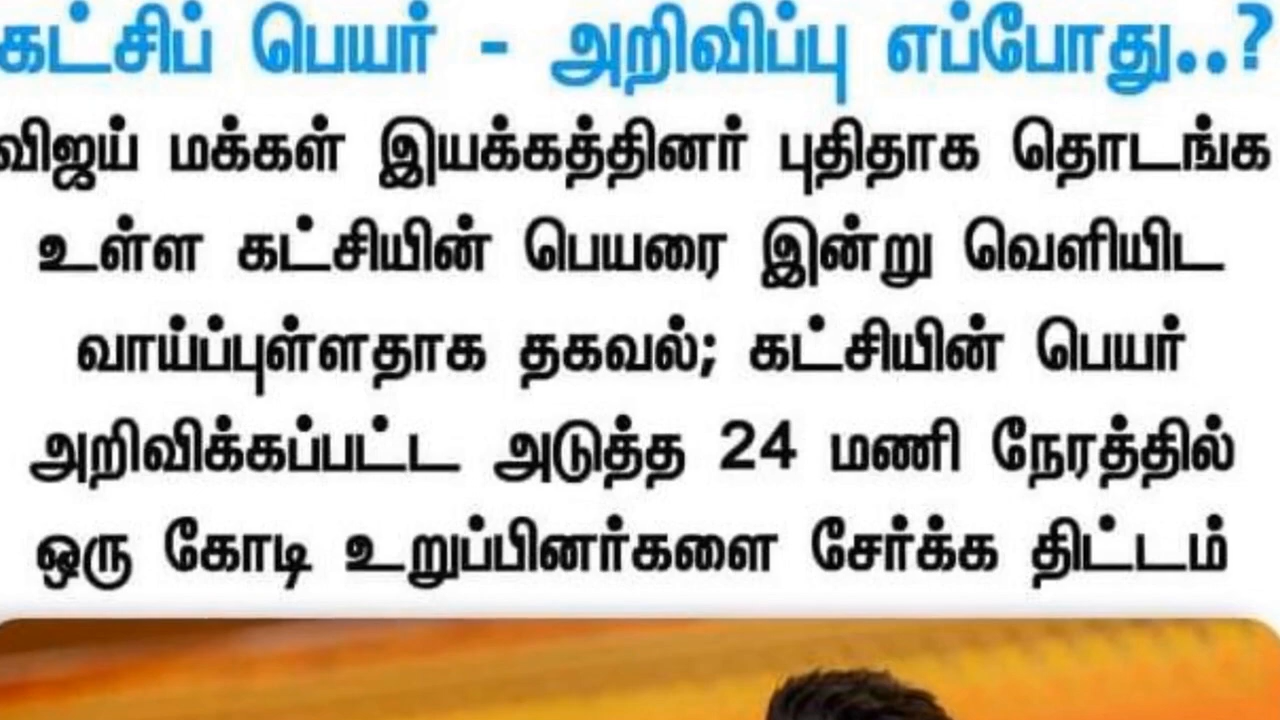 கட்சிப் பெயர் - அறிவிப்பு எப்போது..?
விஜய் மக்கள் இயக்கத்தினர் புதிதாக தொடங்க
உள்ள கட்சியின் பெயரை இன்று வெளியிட
வாய்ப்புள்ளதாக தகவல்; கட்சியின் பெயர்
அறிவிக்கப்பட்ட அடுத்த 24 மணி நேரத்தில்
ஒரு கோடி உறுப்பினர்களை சேர்க்க திட்டம்